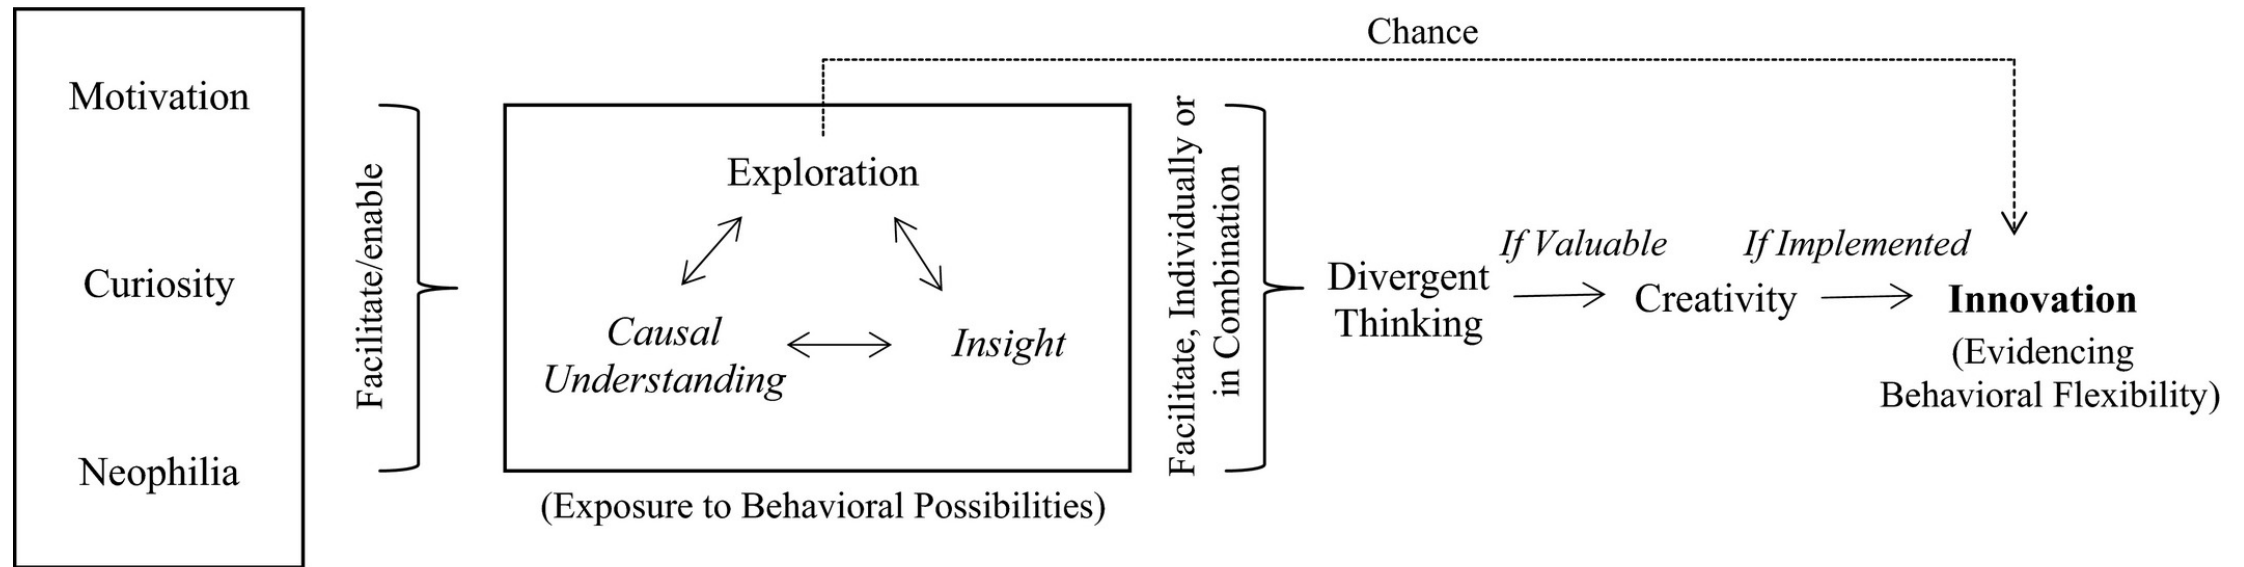 Motivation
Curiosity
Neophilia
Facilitate/enable
Exploration
Causal
Understanding
Insight
(Exposure to Behavioral Possibilities)
Facilitate, Individually or
in Combination
Chance
Divergent
Thinking
If Valuable
Creativity
If Implemented
Innovation
(Evidencing
Behavioral Flexibility)